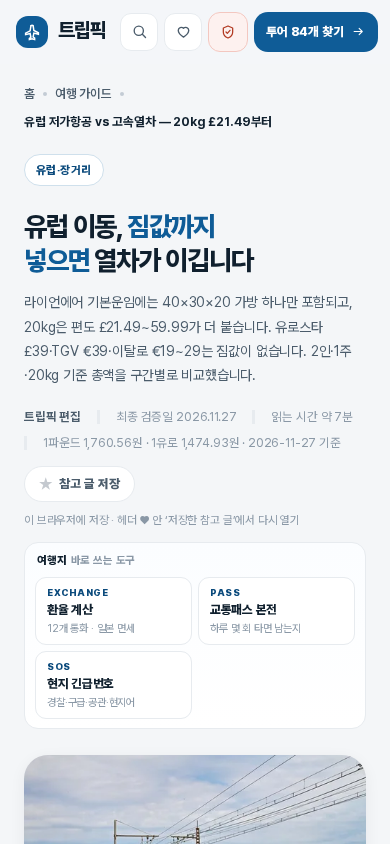 트립픽
투어 84개 찾기 →
홈 • 여행 가이드 •
유럽 저가항공 vs 고속열차 — 20kg £21.49부터
유럽·장거리
유럽 이동, 짐값까지
넣으면 열차가 이깁니다
라이언에어 기본운임에는 40×30×20 가방 하나만 포함되고,
20kg은 편도 £21.49~59.99가 더 붙습니다. 유로스타
£39·TGV €39·이탈로 €19~29는 짐값이 없습니다. 2인·1주
·20kg 기준 총액을 구간별로 비교했습니다.
트립픽 편집 | 최종 검증일 2026.11.27 | 읽는 시간 약 7분
| 1파운드 1,760.56원 · 1유로 1,474.93원 · 2026-11-27 기준
★ 참고 글 저장
이 브라우저에 저장 · 헤더 ♥ 안 '저장한 참고 글'에서 다시 열기
여행지 바로 쓰는 도구
EXCHANGE
환율 계산
12개 통화 · 일본 면세
PASS
교통패스 본전
하루 몇 회 타면 남는지
SOS
현지 긴급번호
경찰·구급·공관·현지어